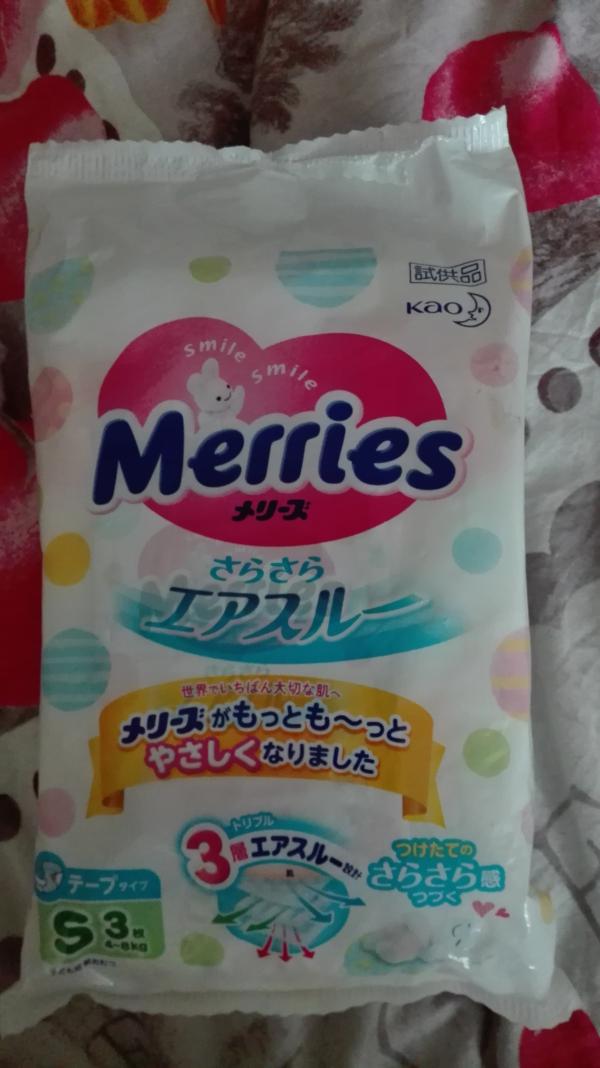 試供品
Kao
smile smile
Merries
メリーズ
さらさら
エアスルー
世界でいちばん大切な肌へ
メリーズがもっとも〜っと
やさしくなりました
トリプル
3層エアスルー設計
肌
つけたての
さらさら感
つづく
テープタイプ
S 3枚
4~8kg